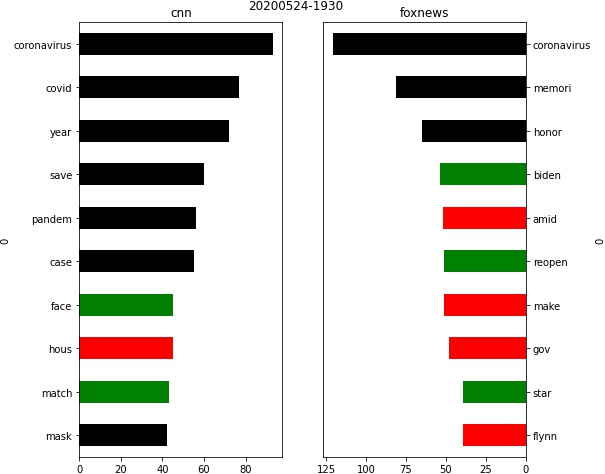 20200524-1930
cnn
foxnews
coronavirus
covid
year
save
pandem
case
face
hous
match
mask
0
0 20 40 60 80
coronavirus
memori
honor
biden
amid
reopen
make
gov
star
flynn
0
125 100 75 50 25 0